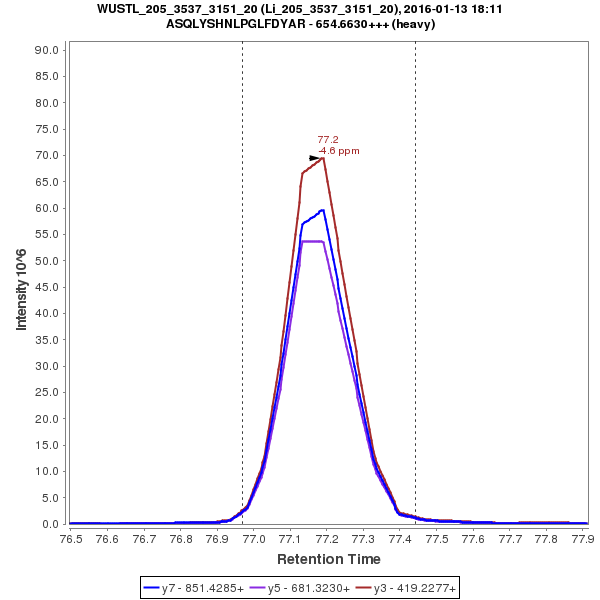 WUSTL_205_3537_3151_20 (Li_205_3537_3151_20), 2016-01-13 18:11
ASQLYSHNLPGLFDYAR - 654.6630+++ (heavy)
90.0
85.0
80.0
75.0
70.0
65.0
60.0
55.0
50.0
45.0
40.0
35.0
30.0
25.0
20.0
15.0
10.0
5.0
0.0
Intensity 10^6
77.2
-4.6 ppm
76.5 76.6 76.7 76.8 76.9 77.0 77.1 77.2 77.3 77.4 77.5 77.6 77.7 77.8 77.9
Retention Time
y7 - 851.4285+ y5 - 681.3230+ y3 - 419.2277+